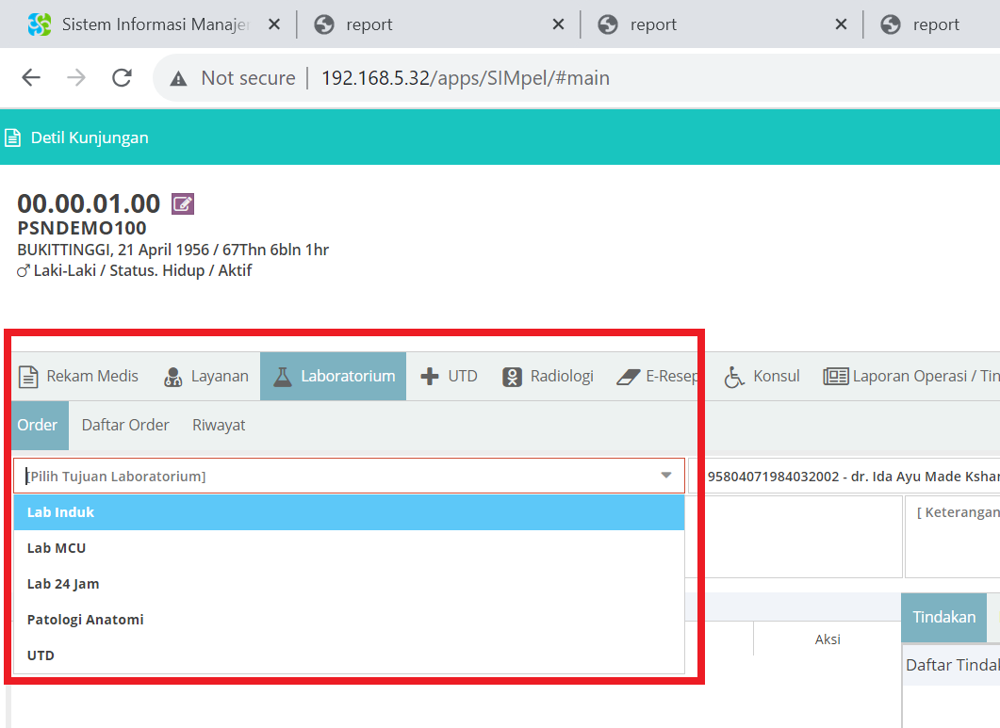 Sistem Informasi Manajer
report
report
report
Not secure
192.168.5.32/apps/SIMpel/#main
Detil Kunjungan
00.00.01.00
PSNDEMO100
BUKITTINGGI, 21 April 1956 / 67Thn 6bln 1hr
Laki-Laki / Status. Hidup / Aktif
Rekam Medis
Layanan
Laboratorium
UTD
Radiologi
E-Resep
Konsul
Laporan Operasi / Tin
Order
Daftar Order
Riwayat
[Pilih Tujuan Laboratorium]
95804071984032002 - dr. Ida Ayu Made Kshan
Lab Induk
Lab MCU
Lab 24 Jam
Patologi Anatomi
UTD
[ Keterangan
Aksi
Tindakan
Daftar Tindal